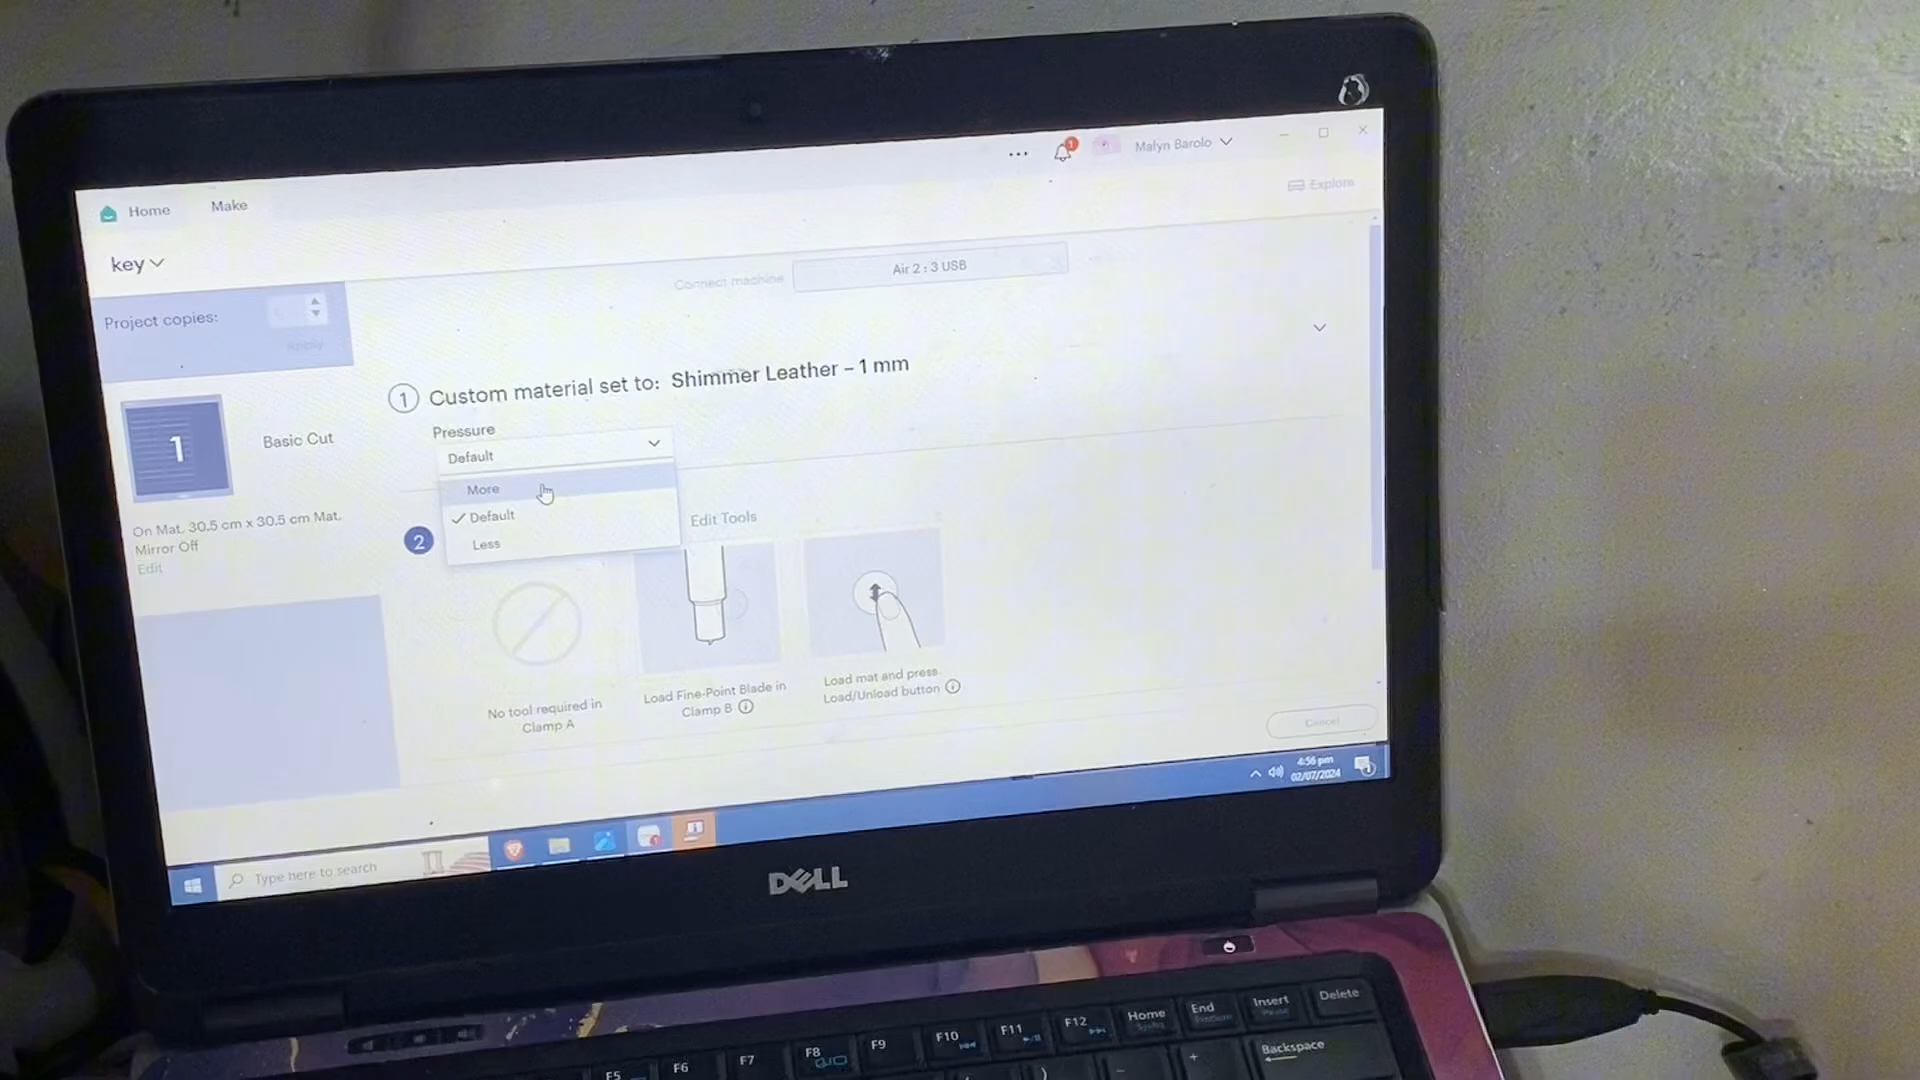 Malyn Barolo
1
Explore
Home
Make
key
Connect machine
Air 2 : 3 USB
Project copies:
Apply
1 Custom material set to: Shimmer Leather – 1 mm
Pressure
Default
More
Default
Less
1
Basic Cut
On Mat, 30.5 cm x 30.5 cm Mat,
Mirror Off
Edit
2
Edit Tools
No tool required in
Clamp A
Load Fine-Point Blade in
Clamp B
Load mat and press
Load/Unload button
Cancel
4:56 pm
02/07/2024
Type here to search
DELL
F5
F6
F7
F8
F9
F10
F11
F12
Home
End
Insert
Delete
Backspace